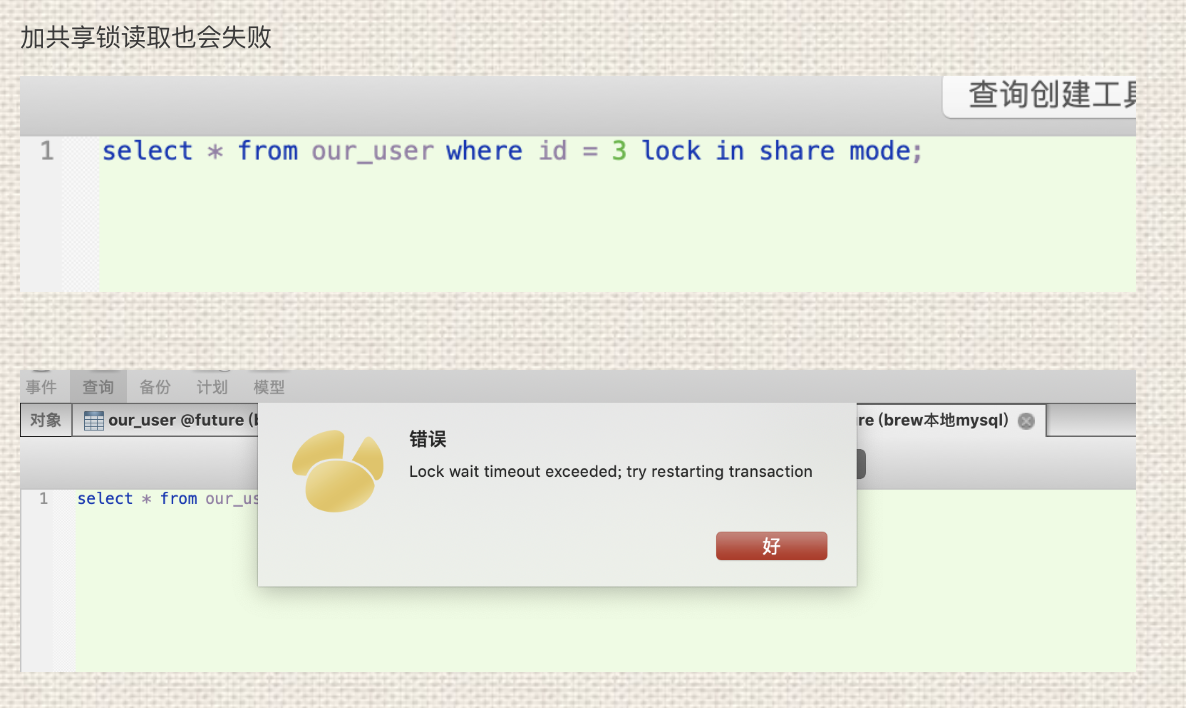 加共享锁读取也会失败
查询创建工具
1 select * from our_user where id = 3 lock in share mode;
事件 查询 备份 计划 模型
对象 our_user @future (b re (brew本地mysql)
错误
Lock wait timeout exceeded; try restarting transaction
1 select * from our_us
好